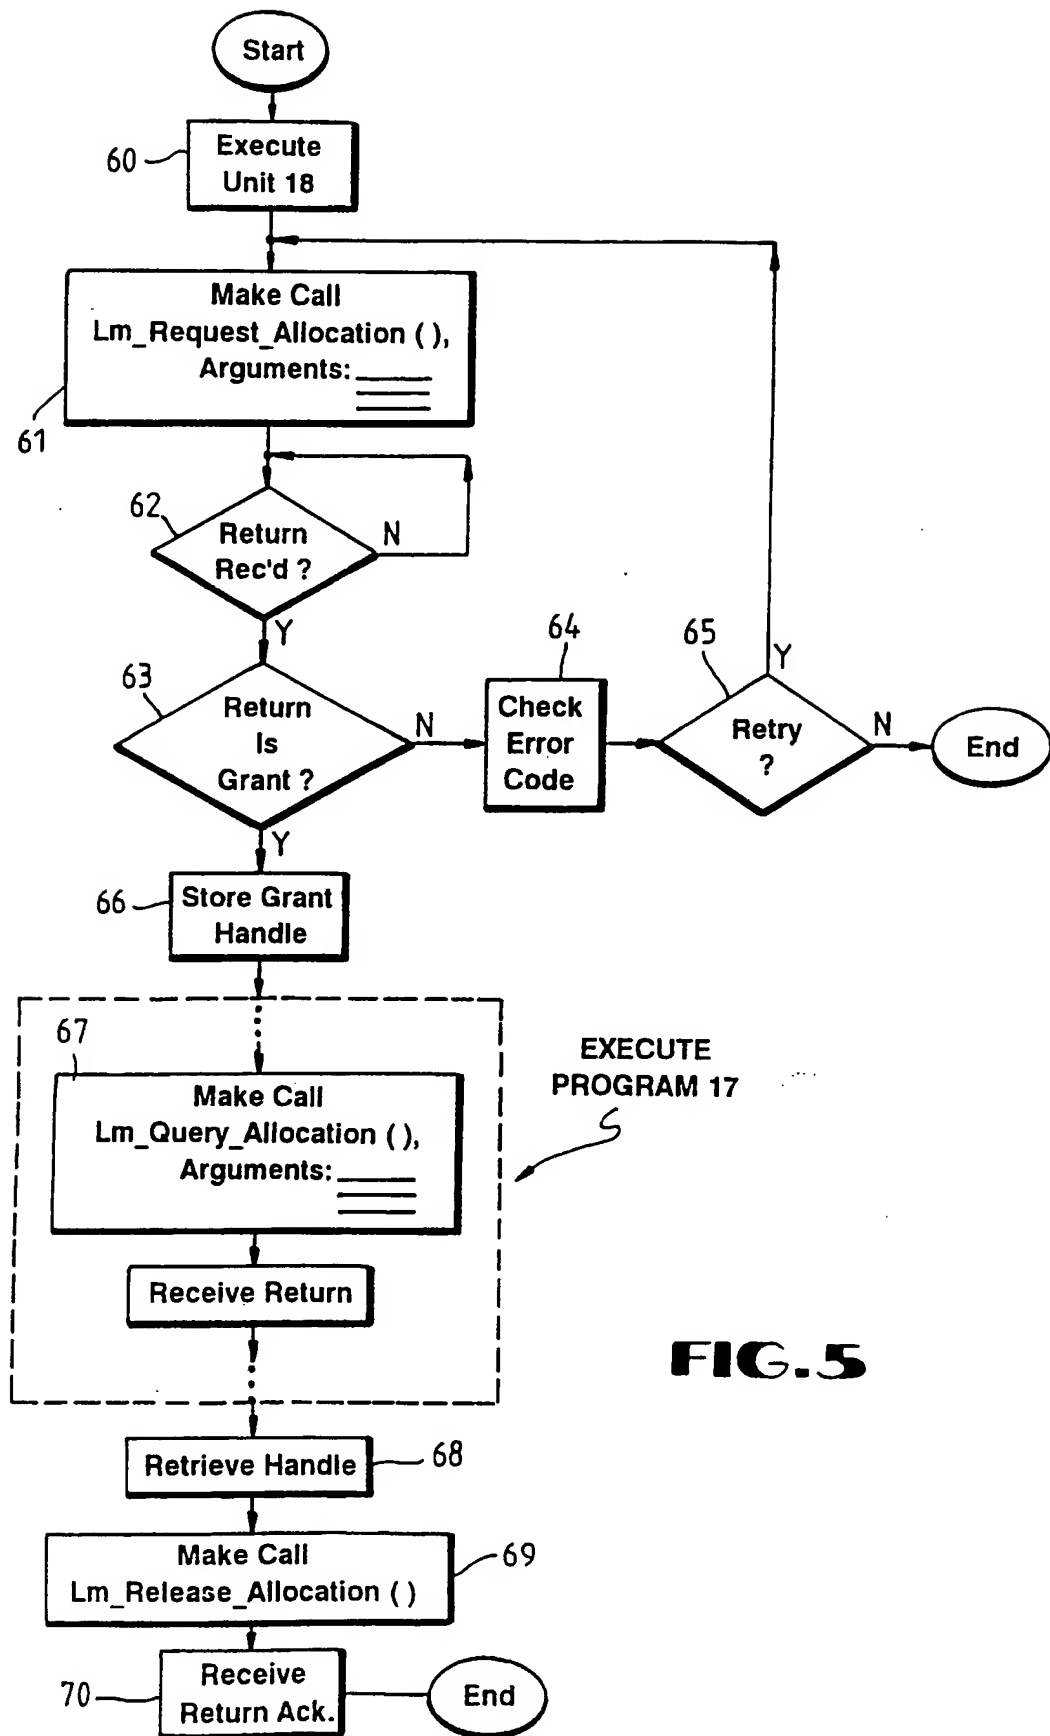 Start
60
Execute
Unit 18
Make Call
Lm_Request_Allocation ( ),
Arguments:
61
62
Return
Rec'd ?
N
Y
63
Return
Is
Grant ?
N
Y
64
Check
Error
Code
65
Retry
?
Y
N
End
66
Store Grant
Handle
67
Make Call
Lm_Query_Allocation ( ),
Arguments:
EXECUTE
PROGRAM 17
Receive Return
FIG. 5
Retrieve Handle
68
Make Call
Lm_Release_Allocation ( )
69
70
Receive
Return Ack.
End